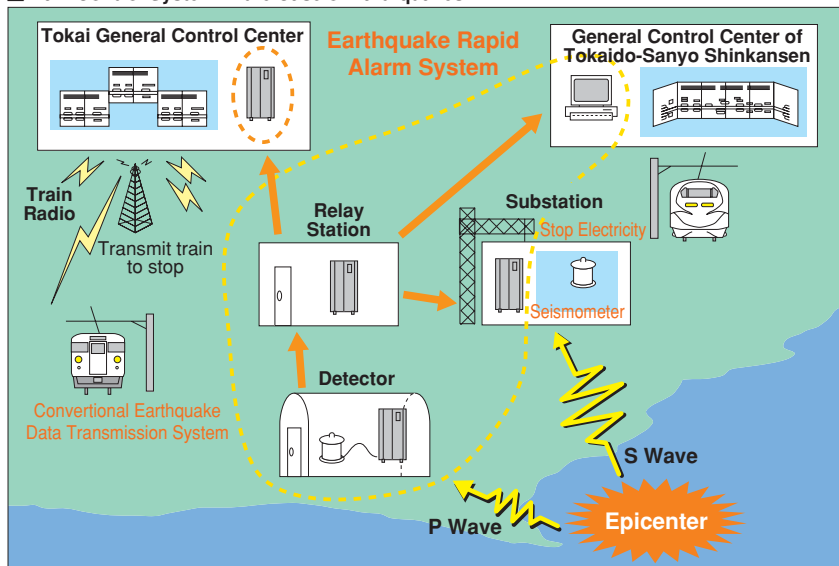 Tokai General Control Center
Earthquake Rapid
Alarm System
General Control Center of
Tokaido-Sanyo Shinkansen
Train
Radio
Transmit train
to stop
Relay
Station
Substation
Stop Electricity
Seismometer
Detector
Convertional Earthquake
Data Transmission System
S Wave
P Wave
Epicenter